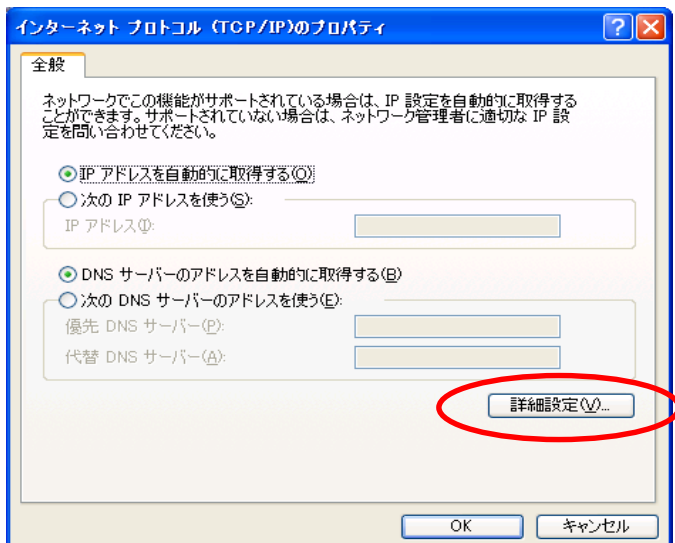 インターネット プロトコル (TCP/IP)のプロパティ
全般
ネットワークでこの機能がサポートされている場合は、IP 設定を自動的に取得する
ことができます。サポートされていない場合は、ネットワーク管理者に適切な IP 設
定を問い合わせてください。
IP アドレスを自動的に取得する(O)
次の IP アドレスを使う(S):
IP アドレス(I):
DNS サーバーのアドレスを自動的に取得する(B)
次の DNS サーバーのアドレスを使う(E):
優先 DNS サーバー(P):
代替 DNS サーバー(A):
詳細設定(V)...
OK
キャンセル